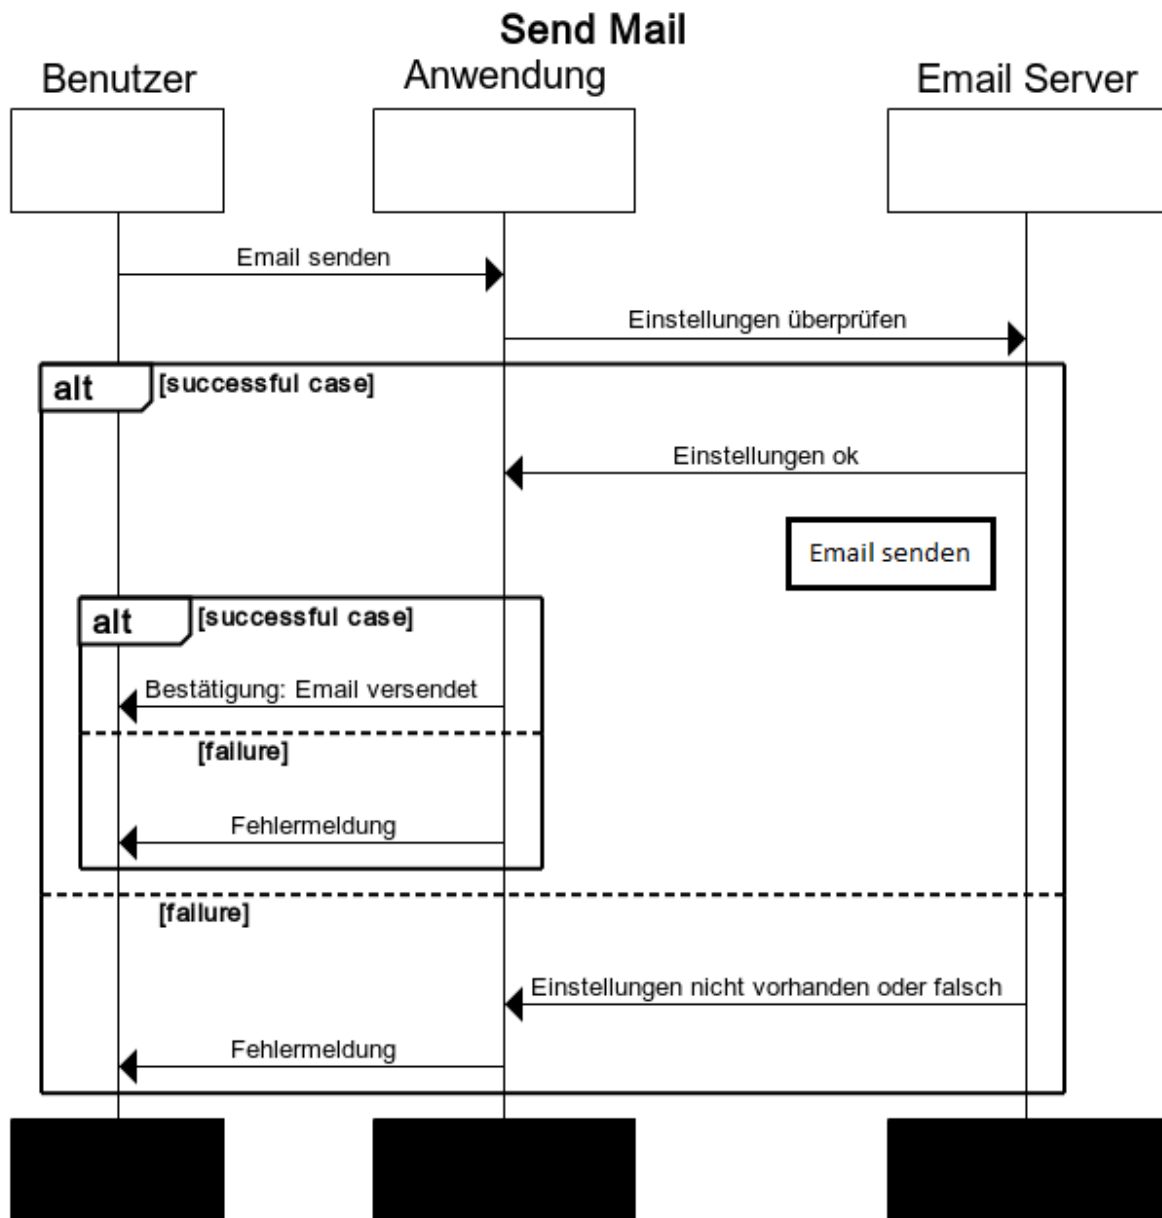 Send Mail
Benutzer
Anwendung
Email Server
Email senden
Einstellungen überprüfen
alt
[successful case]
Einstellungen ok
Email senden
alt
[successful case]
Bestätigung: Email versendet
[failure]
Fehlermeldung
[failure]
Einstellungen nicht vorhanden oder falsch
Fehlermeldung